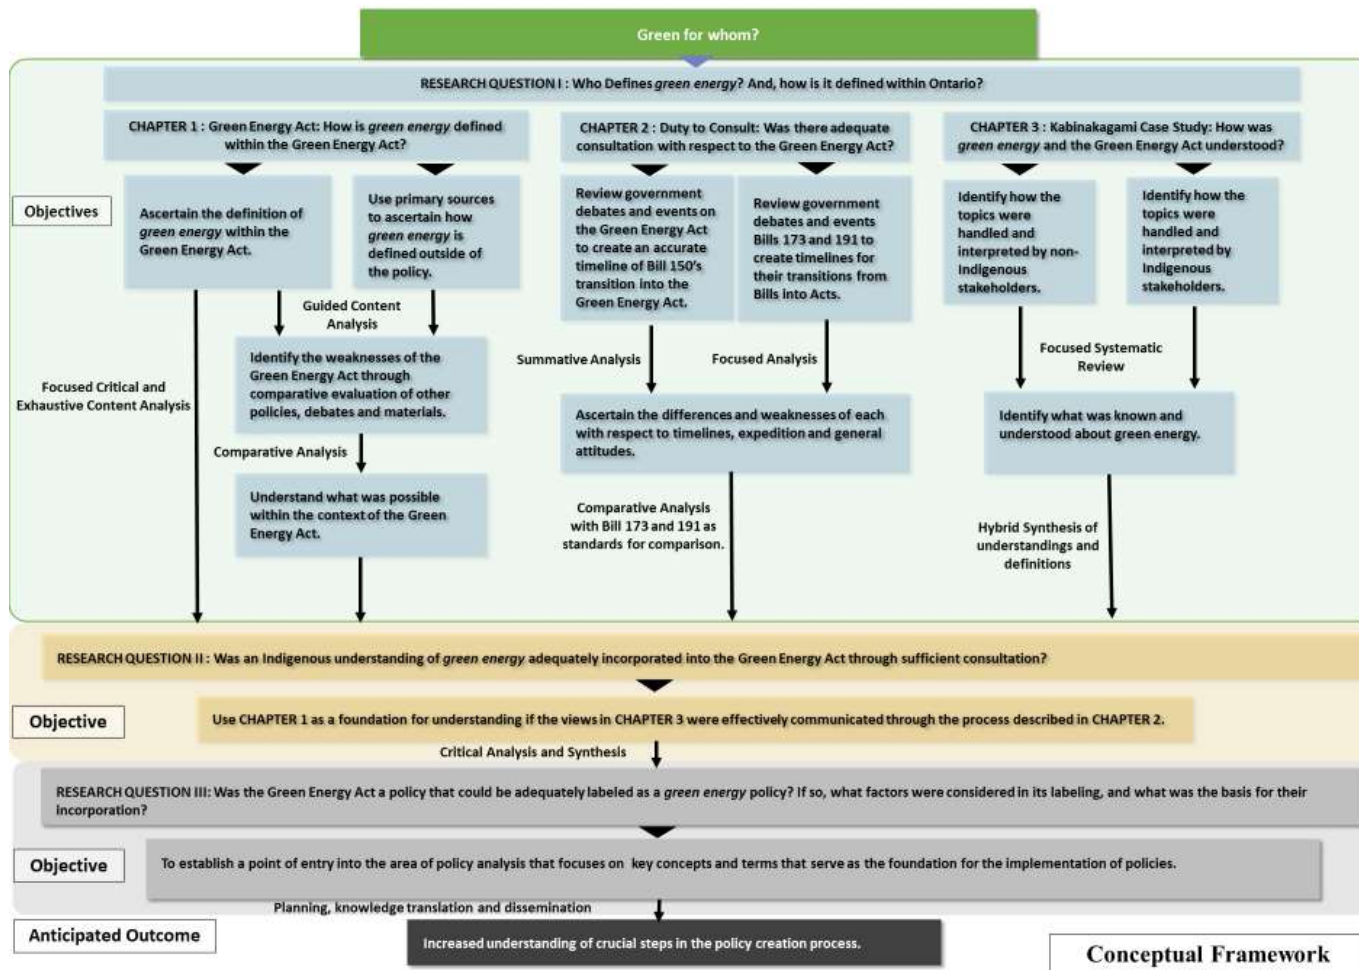 Green for whom?
RESEARCH QUESTION I : Who Defines green energy? And, how is it defined within Ontario?
CHAPTER 1 : Green Energy Act: How is green energy defined
within the Green Energy Act?
CHAPTER 2 : Duty to Consult: Was there adequate
consultation with respect to the Green Energy Act?
CHAPTER 3 : Kabinakagami Case Study: How was
green energy and the Green Energy Act understood?
Objectives
Ascertain the definition of
green energy within the
Green Energy Act.
Use primary sources
to ascertain how
green energy is
defined outside of
the policy.
Review government
debates and events on
the Green Energy Act
to create an accurate
timeline of Bill 150's
transition into the
Green Energy Act.
Review government
debates and events
Bills 173 and 191 to
create timelines for
their transitions from
Bills into Acts.
Identify how the
topics were
handled and
interpreted by non-
Indigenous
stakeholders.
Identify how the
topics were
handled and
interpreted by
Indigenous
stakeholders.
Guided Content
Analysis
Focused Critical and
Exhaustive Content Analysis
Identify the weaknesses of the
Green Energy Act through
comparative evaluation of other
policies, debates and materials.
Comparative Analysis
Understand what was possible
within the context of the Green
Energy Act.
Summative Analysis
Focused Analysis
Ascertain the differences and weaknesses of each
with respect to timelines, expedition and general
attitudes.
Comparative Analysis
with Bill 173 and 191 as
standards for comparison.
Focused Systematic
Review
Identify what was known and
understood about green energy.
Hybrid Synthesis of
understandings and
definitions
RESEARCH QUESTION II : Was an Indigenous understanding of green energy adequately incorporated into the Green Energy Act through sufficient consultation?
Objective
Use CHAPTER 1 as a foundation for understanding if the views in CHAPTER 3 were effectively communicated through the process described in CHAPTER 2.
Critical Analysis and Synthesis
RESEARCH QUESTION III: Was the Green Energy Act a policy that could be adequately labeled as a green energy policy? If so, what factors were considered in its labeling, and what was the basis for their
incorporation?
Objective
To establish a point of entry into the area of policy analysis that focuses on key concepts and terms that serve as the foundation for the implementation of policies.
Planning, knowledge translation and dissemination
Anticipated Outcome
Increased understanding of crucial steps in the policy creation process.
Conceptual Framework